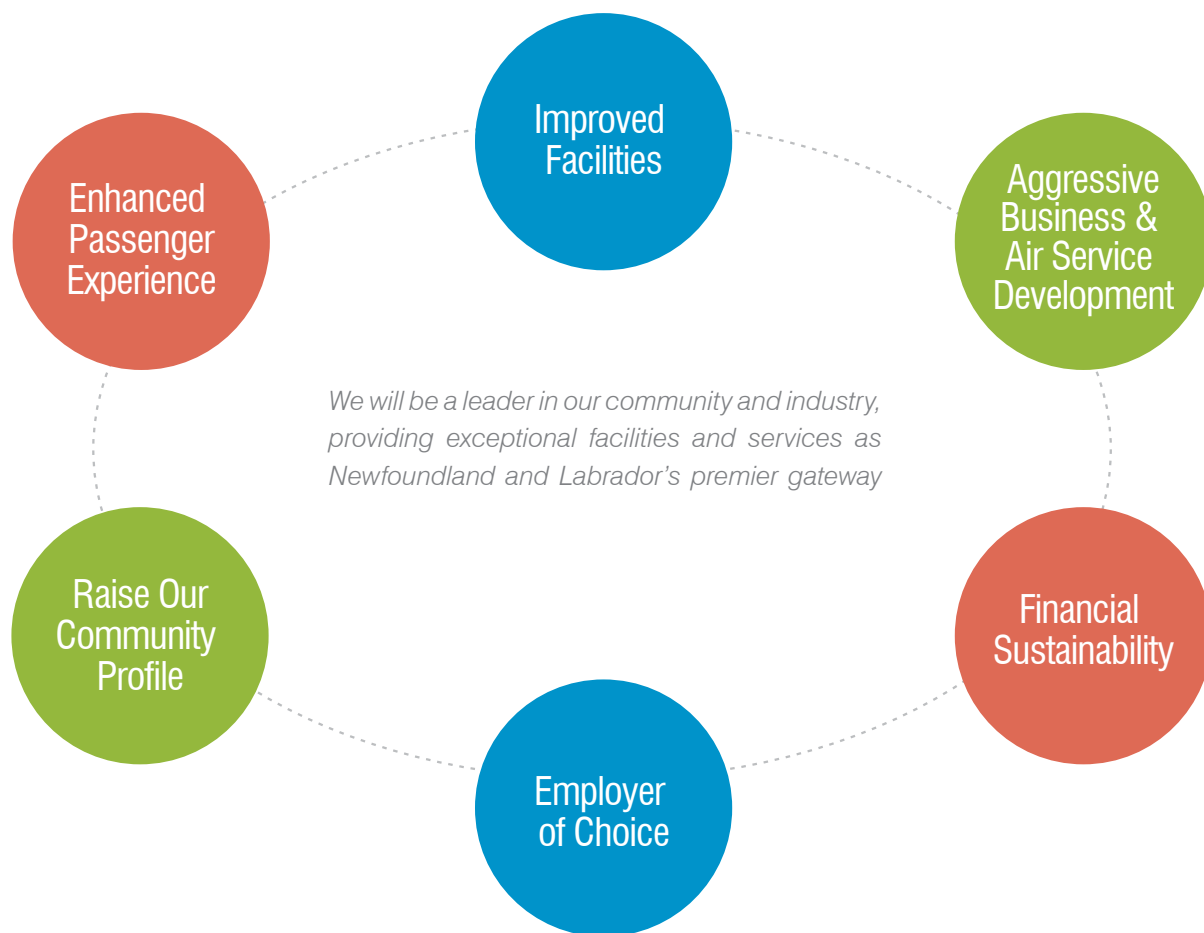 Improved
Facilities
Aggressive
Business &
Air Service
Development
Enhanced
Passenger
Experience
We will be a leader in our community and industry,
providing exceptional facilities and services as
Newfoundland and Labrador’s premier gateway
Raise Our
Community
Profile
Financial
Sustainability
Employer
of Choice